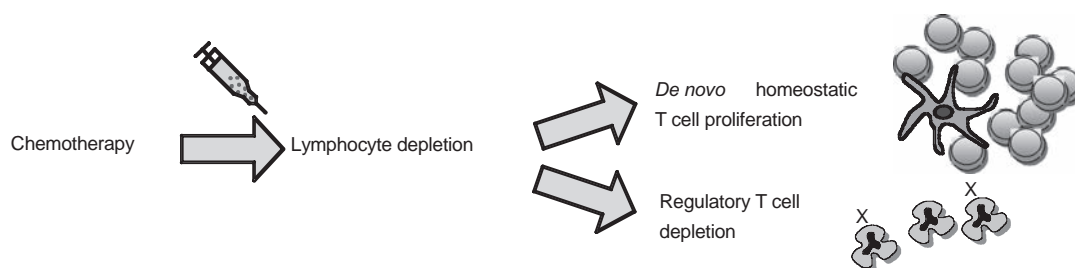 De novo homeostatic
T cell proliferation
Chemotherapy
Lymphocyte depletion
X
X
Regulatory T cell
depletion